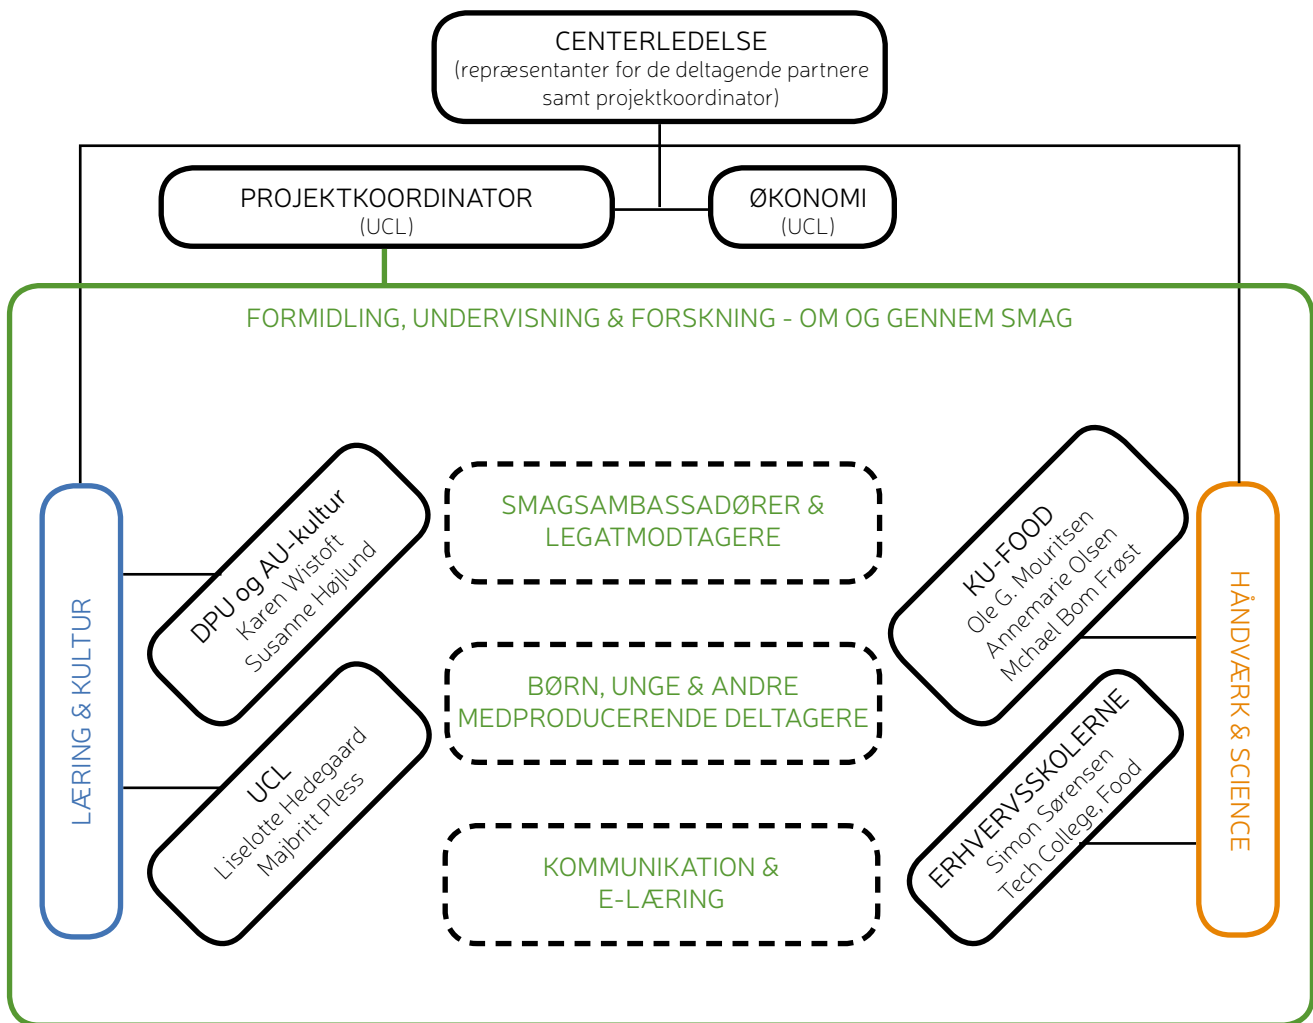 CENTERLEDELSE
(repræsentanter for de deltagende partnere
samt projektkoordinator)
PROJEKTKOORDINATOR
(UCL)
ØKONOMI
(UCL)
FORMIDLING, UNDERVISNING & FORSKNING - OM OG GENNEM SMAG
LÆRING & KULTUR
DPU og AU-kultur
Karen Wistoft
Susanne Højlund
UCL
Liselotte Hedegaard
Majbritt Pless
SMAGSAMBASSADØRER &
LEGATMODTAGERE
BØRN, UNGE & ANDRE
MEDPRODUCERENDE DELTAGERE
KOMMUNIKATION &
E-LÆRING
KU-FOOD
Ole G. Mouritsen
Annemarie Olsen
Mchael Bom Frøst
ERHVERVSSKOLERNE
Simon Sørensen
Tech College, Food
HÅNDVÆRK & SCIENCE